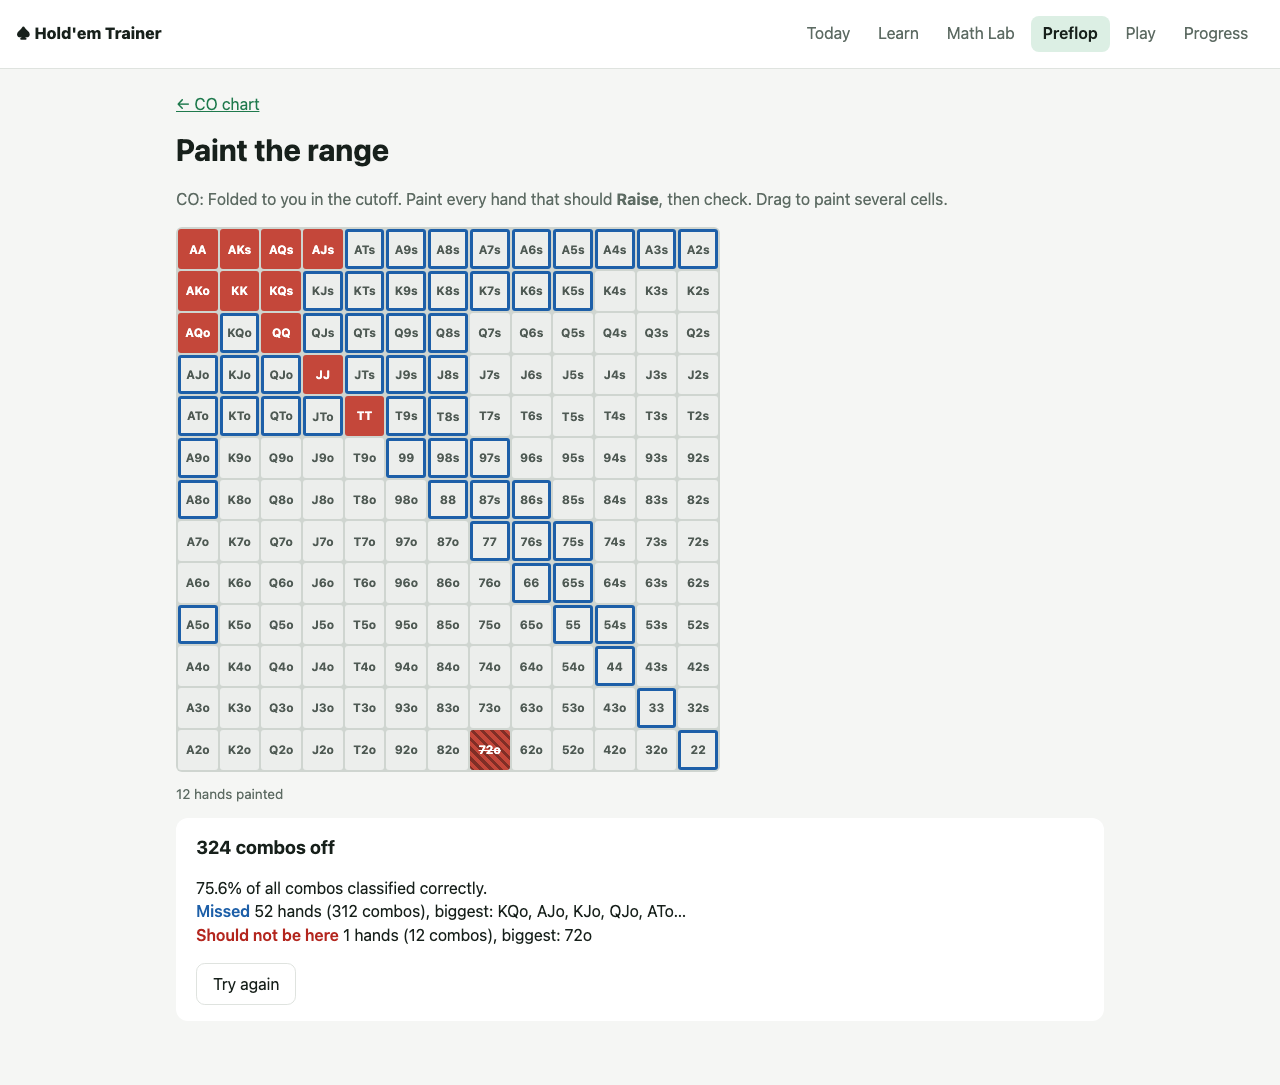 ♠ Hold'em Trainer Today Learn Math Lab Preflop Play Progress
← CO chart
Paint the range
CO: Folded to you in the cutoff. Paint every hand that should Raise, then check. Drag to paint several cells.
AA AKs AQs AJs ATs A9s A8s A7s A6s A5s A4s A3s A2s
AKo KK KQs KJs KTs K9s K8s K7s K6s K5s K4s K3s K2s
AQo KQo QQ QJs QTs Q9s Q8s Q7s Q6s Q5s Q4s Q3s Q2s
AJo KJo QJo JJ JTs J9s J8s J7s J6s J5s J4s J3s J2s
ATo KTo QTo JTo TT T9s T8s T7s T6s T5s T4s T3s T2s
A9o K9o Q9o J9o T9o 99 98s 97s 96s 95s 94s 93s 92s
A8o K8o Q8o J8o T8o 98o 88 87s 86s 85s 84s 83s 82s
A7o K7o Q7o J7o T7o 97o 87o 77 76s 75s 74s 73s 72s
A6o K6o Q6o J6o T6o 96o 86o 76o 66 65s 64s 63s 62s
A5o K5o Q5o J5o T5o 95o 85o 75o 65o 55 54s 53s 52s
A4o K4o Q4o J4o T4o 94o 84o 74o 64o 54o 44 43s 42s
A3o K3o Q3o J3o T3o 93o 83o 73o 63o 53o 43o 33 32s
A2o K2o Q2o J2o T2o 92o 82o 72o 62o 52o 42o 32o 22
12 hands painted
324 combos off
75.6% of all combos classified correctly.
Missed 52 hands (312 combos), biggest: KQo, AJo, KJo, QJo, ATo...
Should not be here 1 hands (12 combos), biggest: 72o
Try again